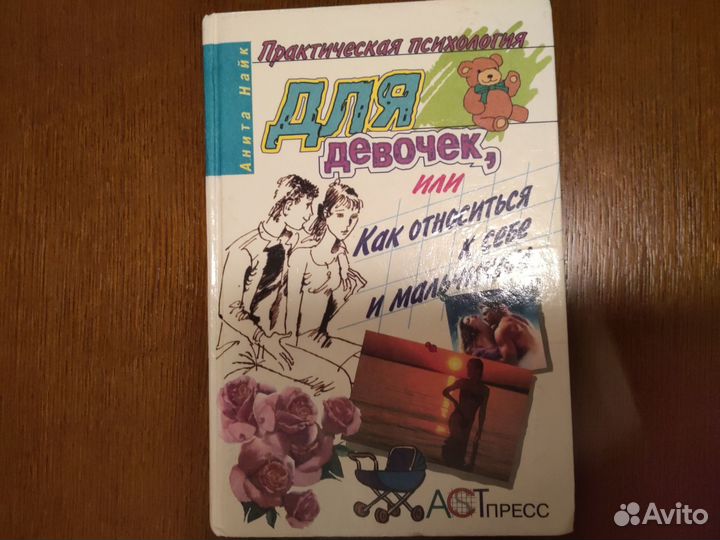 Анита Найк
Практическая психология
для
девочек,
или
Как относиться
к себе
и мальчикам
АСТ ПРЕСС
Avito